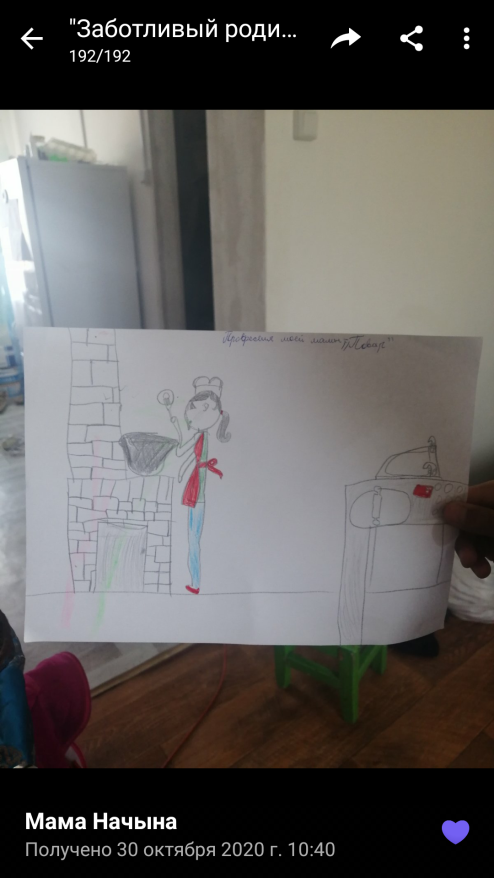 "Заботливый роди...
192/192
Профессия моей мамы "Повар"
Мама Начына
Получено 30 октября 2020 г. 10:40